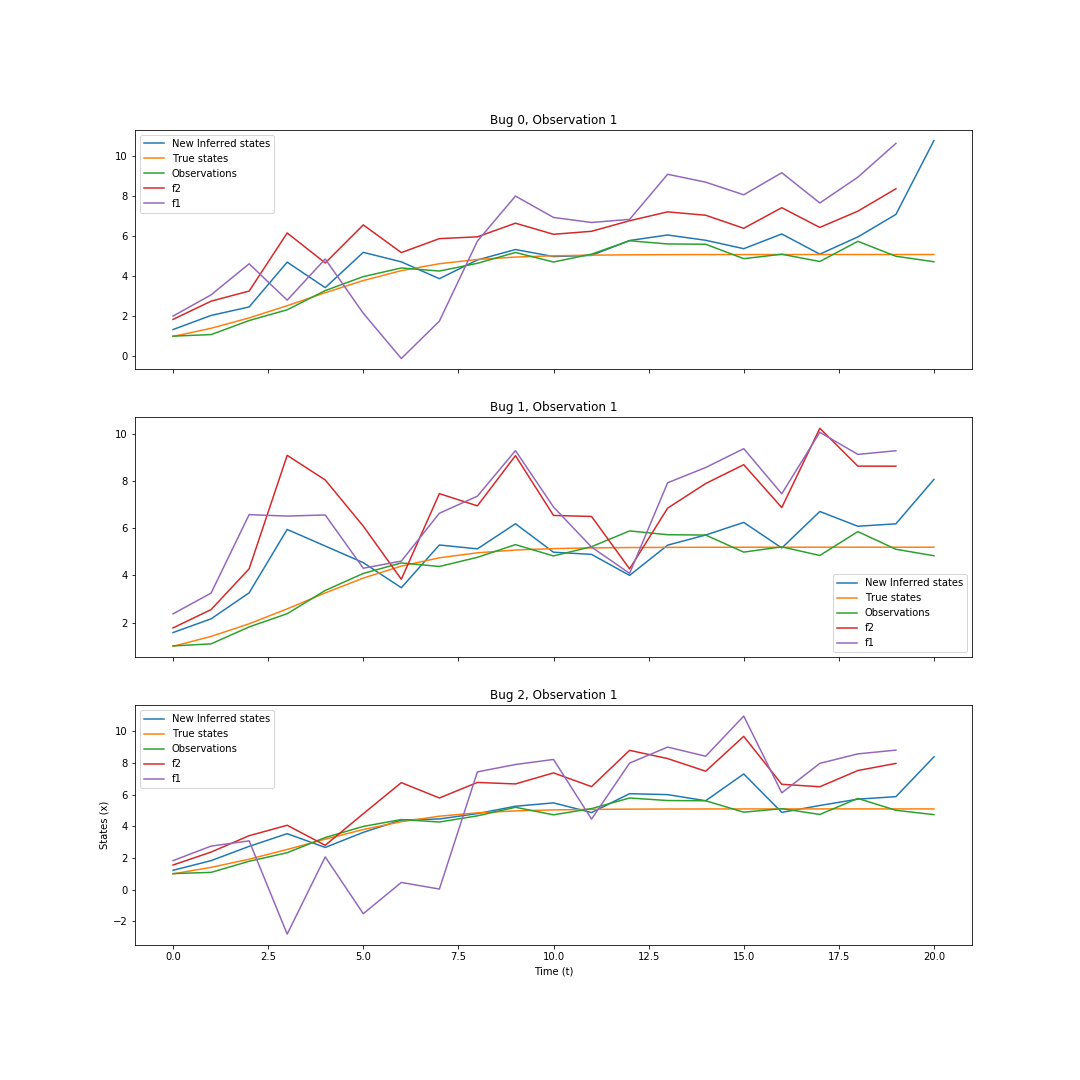 Bug 0, Observation 1
New Inferred states
True states
Observations
f2
f1
10
8
6
4
2
0
Bug 1, Observation 1
10
8
6
4
2
New Inferred states
True states
Observations
f2
f1
Bug 2, Observation 1
New Inferred states
True states
Observations
f2
f1
States (x)
10
8
6
4
2
0
−2
0.0 2.5 5.0 7.5 10.0 12.5 15.0 17.5 20.0
Time (t)